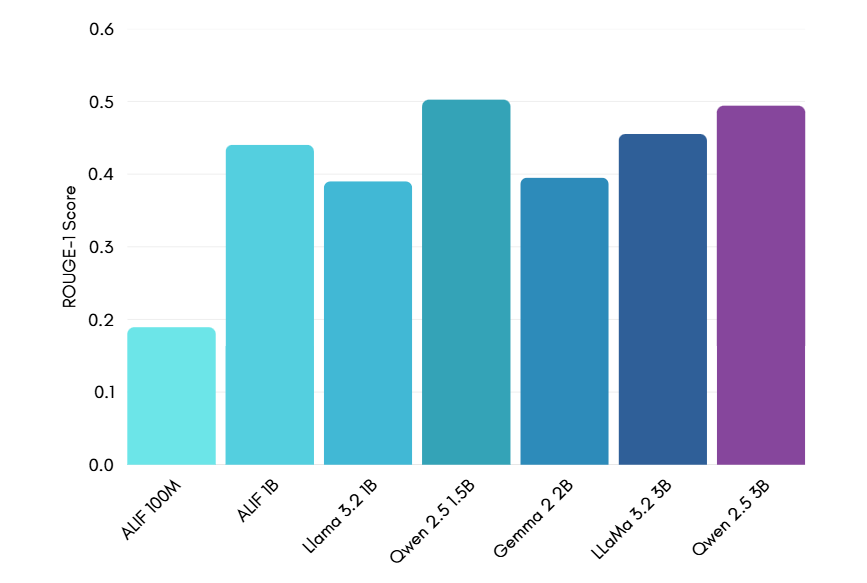 0.6
0.5
0.4
0.3
0.2
0.1
0.0
ROUGE-1 Score
ALIF 100M
ALIF 1B
Llama 3.2 1B
Qwen 2.5 1.5B
Gemma 2 2B
LLaMa 3.2 3B
Qwen 2.5 3B